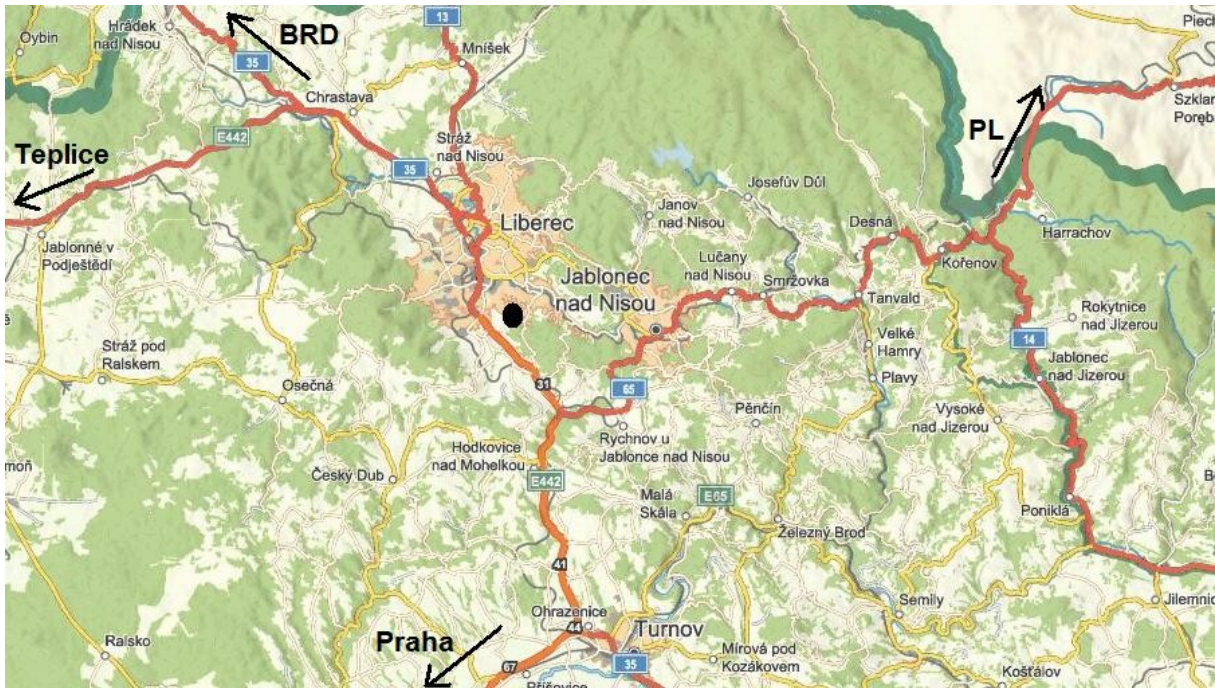 13
Piech
Oybin
Hrádek
nad Nisou
BRD
Mníšek
35
Szklar
Poręba
Chrastava
E442
Stráž
nad Nisou
PL
Teplice
35
Josefův Důl
Janov
nad Nisou
Liberec
Desná
Harrachov
Jablonné v
Podještědí
Lučany
nad Nisou
Kořenov
Jablonec
nad Nisou
Smržovka
Tanvald
Rokytnice
nad Jizerou
Velké
Hamry
14
Stráž pod
Ralskem
Osečná
31
65
Plavy
Jablonec
nad Jizerou
Pěnčín
Vysoké
nad Jizerou
Rychnov u
Jablonce nad Nisou
Hodkovice
nad Mohelkou
moň
Český Dub
E442
Malá
Skála
E65
Poniklá
Železný Brod
41
Semily
Jilemnic
Ohrazenice
44
Turnov
Praha
Ralsko
67
35
Mírová pod
Kozákovem
Příšovice
Košťálov